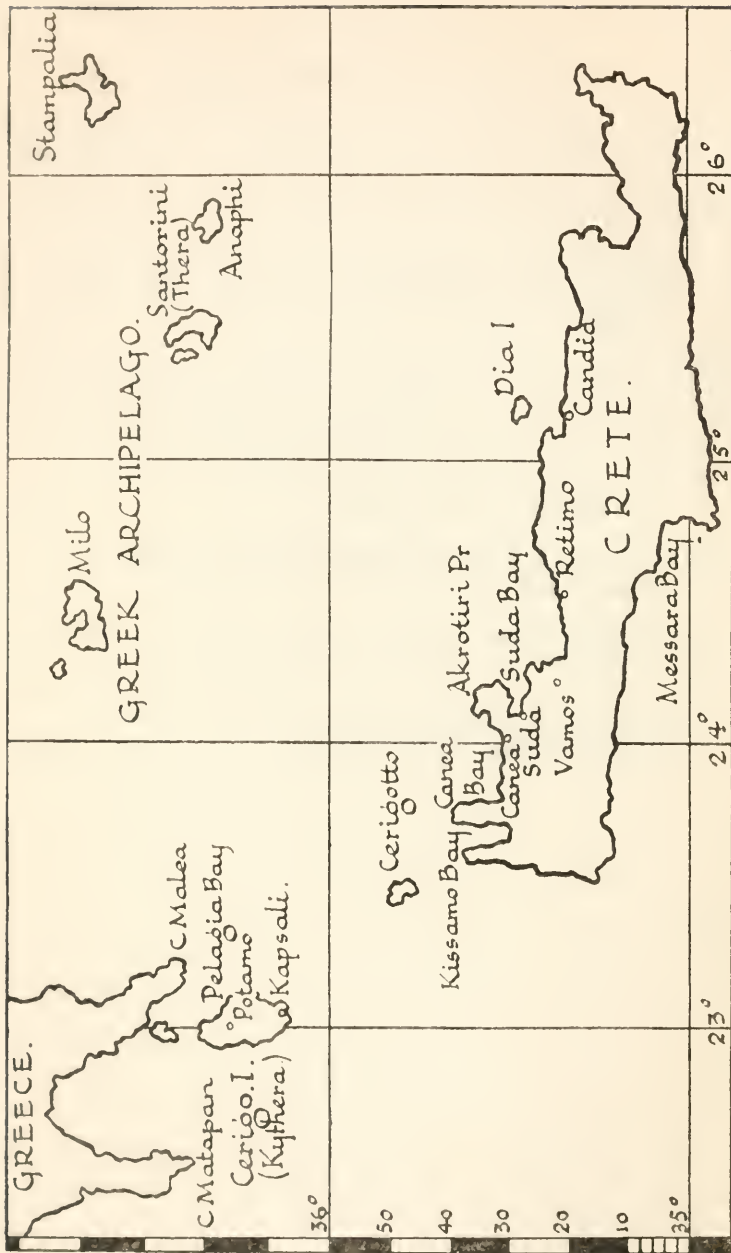 GREECE.
Stampalia
GREEK ARCHIPELAGO.
Milo
Santorini
(Thera)
Anaphi
C Malea
C Matapan
Pelagia Bay
Potamo
Kapsali.
Cerigo. I.
(Kythera)
36°
Cerigotto
50
40
30
20
10
35°
Kissamo Bay
Canea
Bay
Akrotiri Pr
Suda Bay
Canea
Suda
Vamos
Retimo
Dia I
Candid
CRETE.
Messara Bay
23°
24°
25°
26°